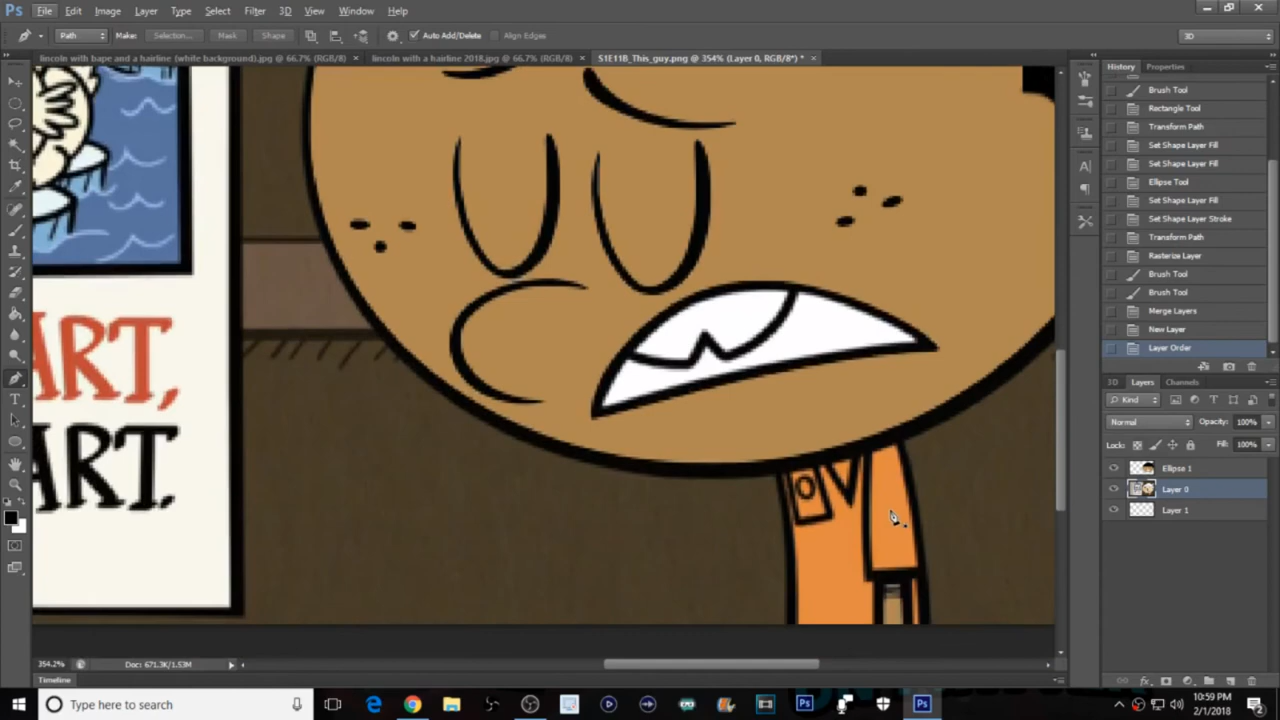 Ps File Edit Image Layer Type Select Filter 3D View Window Help
Path Make: Selection... Mask Shape Auto Add/Delete Align Edges 3D
lincoln with bape and a hairline (white background).jpg @ 66.7% (RGB/8) × lincoln with a hairline 2018.jpg @ 66.7% (RGB/8) × S1E11B_This_guy.png @ 354% (Layer 0, RGB/8*) * ×
History Properties
Brush Tool
Rectangle Tool
Transform Path
Set Shape Layer Fill
Set Shape Layer Fill
Ellipse Tool
Set Shape Layer Fill
Set Shape Layer Stroke
Transform Path
Rasterize Layer
Brush Tool
Brush Tool
Merge Layers
New Layer
Layer Order
ART,
ART.
3D Layers Channels
Kind
Normal Opacity: 100%
Lock: Fill: 100%
Ellipse 1
Layer 0
Layer 1
354.2% Doc: 671.3K/1.53M
Timeline
Type here to search
10:59 PM
2/1/2018